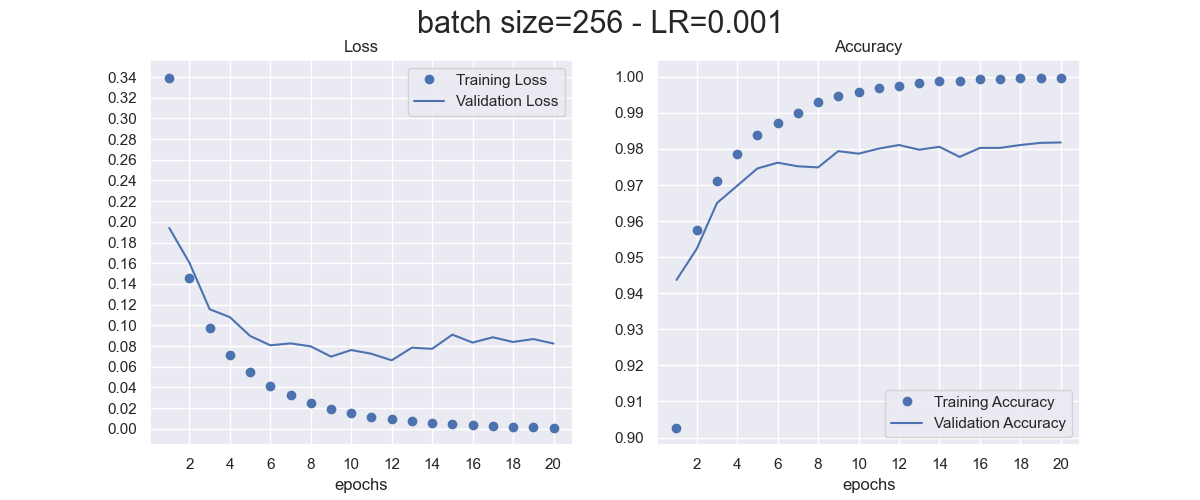 batch size=256 - LR=0.001
Loss
0.34
0.32
0.30
0.28
0.26
0.24
0.22
0.20
0.18
0.16
0.14
0.12
0.10
0.08
0.06
0.04
0.02
0.00
Training Loss
Validation Loss
2 4 6 8 10 12 14 16 18 20
epochs
Accuracy
1.00
0.99
0.98
0.97
0.96
0.95
0.94
0.93
0.92
0.91
0.90
Training Accuracy
Validation Accuracy
2 4 6 8 10 12 14 16 18 20
epochs